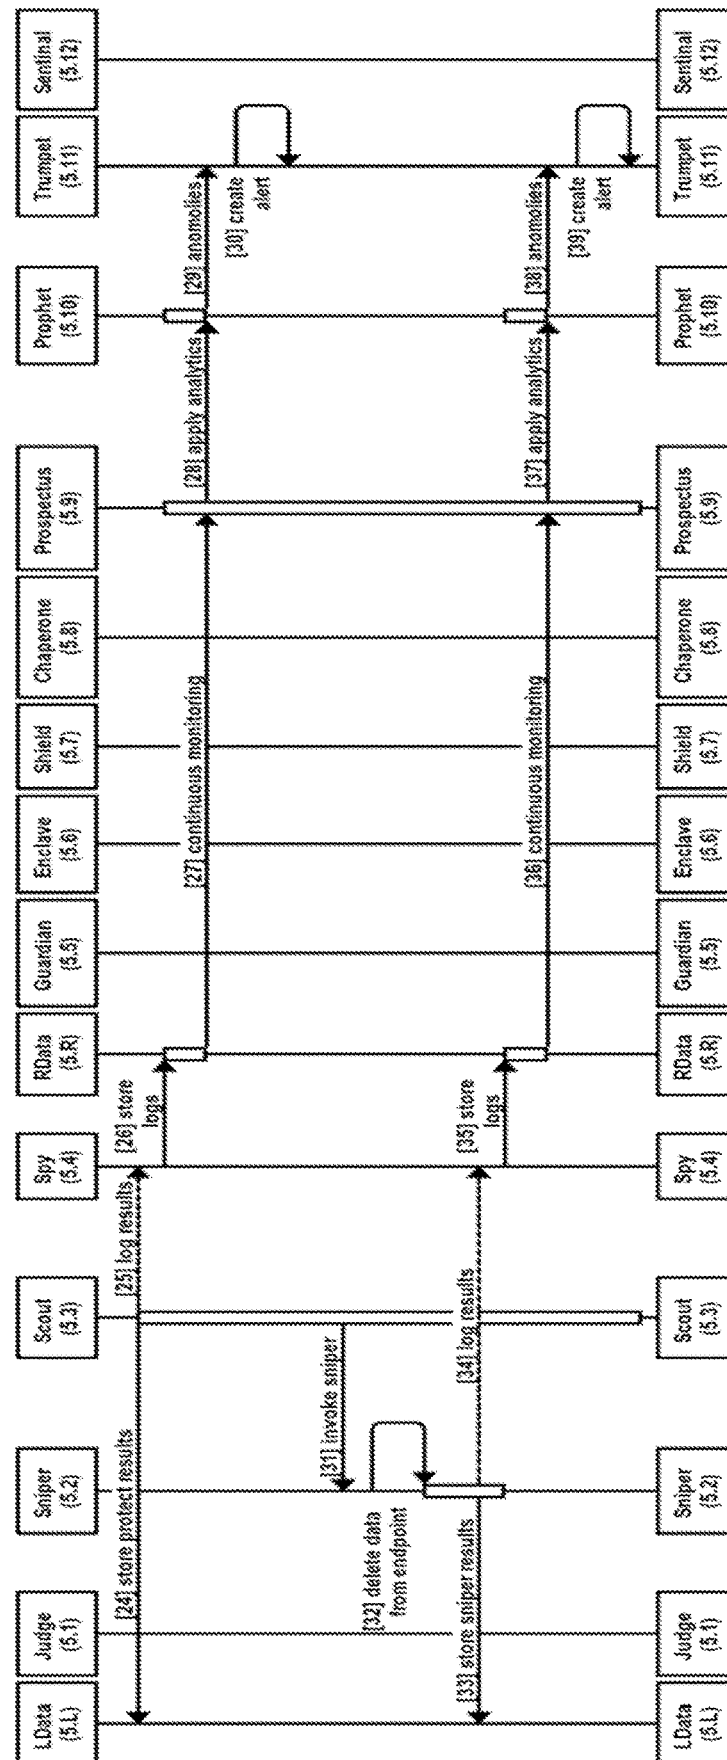 LData
(5.L)
Judge
(5.1)
Sniper
(5.2)
Scout
(5.3)
Spy
(5.4)
RData
(5.R)
Guardian
(5.5)
Enclave
(5.6)
Shield
(5.7)
Chaperone
(5.8)
Prospectus
(5.9)
Prophet
(5.10)
Trumpet
(5.11)
Sentinal
(5.12)
[24] store protect results
[25] log results
[26] store
logs
[27] continuous monitoring
[28] apply analytics
[29] anomolies
[30] create
alert
[31] invoke sniper
[32] delete data
from endpoint
[33] store sniper results
[34] log results
[35] store
logs
[36] continuous monitoring
[37] apply analytics
[38] anomolies
[39] create
alert
LData
(5.L)
Judge
(5.1)
Sniper
(5.2)
Scout
(5.3)
Spy
(5.4)
RData
(5.R)
Guardian
(5.5)
Enclave
(5.6)
Shield
(5.7)
Chaperone
(5.8)
Prospectus
(5.9)
Prophet
(5.10)
Trumpet
(5.11)
Sentinal
(5.12)